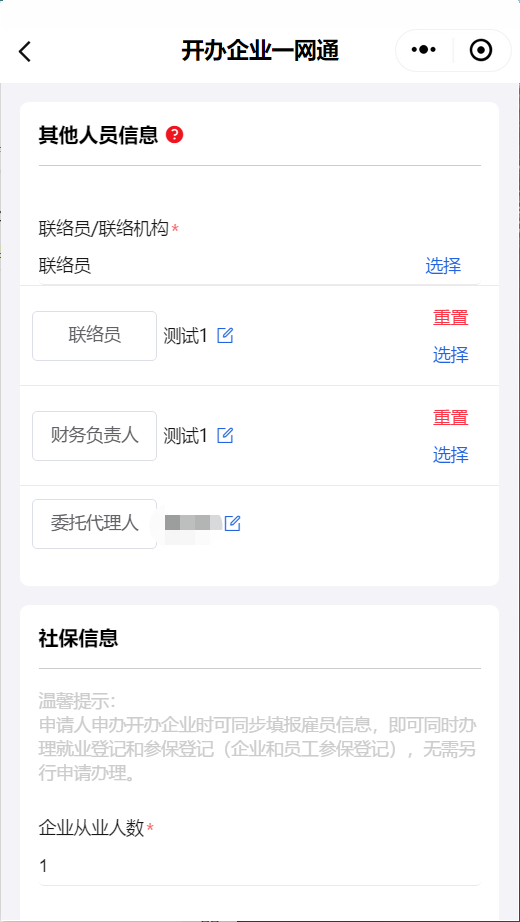 开办企业一网通
其他人员信息
联络员/联络机构*
联络员 选择
重置
联络员 测试1
选择
重置
财务负责人 测试1
选择
委托代理人
社保信息
温馨提示：
申请人申办开办企业时可同步填报雇员信息，即可同时办
理就业登记和参保登记（企业和员工参保登记），无需另
行申请办理。
企业从业人数*
1